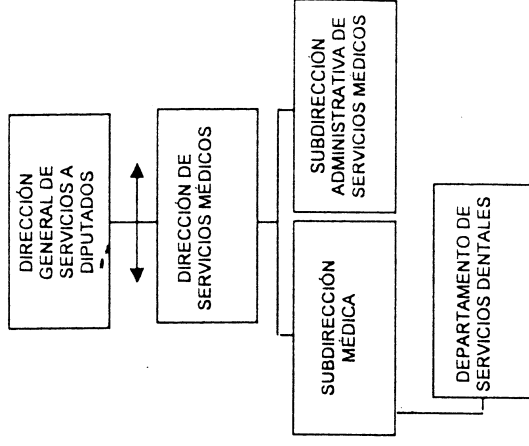 DIRECCIÓN
GENERAL DE
SERVICIOS A
DIPUTADOS
DIRECCIÓN DE
SERVICIOS MÉDICOS
SUBDIRECCIÓN
MÉDICA
SUBDIRECCIÓN
ADMINISTRATIVA DE
SERVICIOS MÉDICOS
DEPARTAMENTO DE
SERVICIOS DENTALES